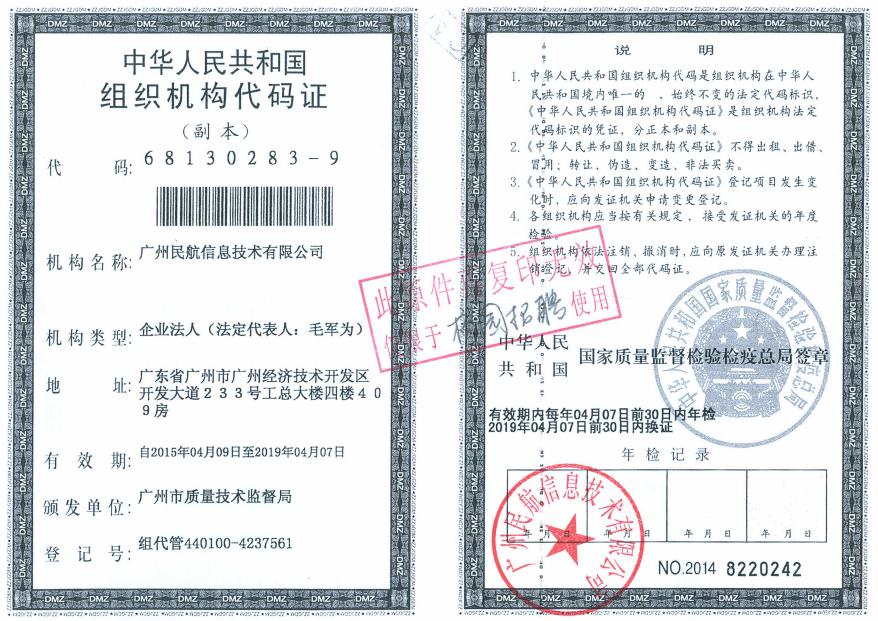 中华人民共和国
组织机构代码证
(副本)
代 码: 68130283-9
机构名称: 广州民航信息技术有限公司
机构类型: 企业法人（法定代表人：毛军为）
地 址: 广东省广州市广州经济技术开发区
开发大道233号工总大楼四楼40
9房
有 效 期: 自2015年04月09日至2019年04月07日
颁发单位: 广州市质量技术监督局
登 记 号: 组代管440100-4237561
说 明
1. 中华人民共和国组织机构代码是组织机构在中华人
民共和国境内唯一的 、始终不变的法定代码标识，
《中华人民共和国组织机构代码证》是组织机构法定
代码标识的凭证，分正本和副本。
2.《中华人民共和国组织机构代码证》不得出租、出借、
冒用、转让、伪造、变造、非法买卖。
3.《中华人民共和国组织机构代码证》登记项目发生变
化时，应向发证机关申请变更登记。
4. 各组织机构应当按有关规定，接受发证机关的年度
检验。
5. 组织机构依法注销、撤消时，应向原发证机关办理注
销登记，并交回全部代码证。
此原件 复印无效
仅限于 校园招聘 使用
中华人民
共和国 国家质量监督检验检疫总局签章
中华人民共和国国家质量监督检验检疫总局
有效期内每年04月07日前30日内年检
2019年04月07日前30日内换证
年检记录
年 月 日 年 月 日 年 月 日 年 月 日
广州民航信息技术有限公司
NO.2014 8220242